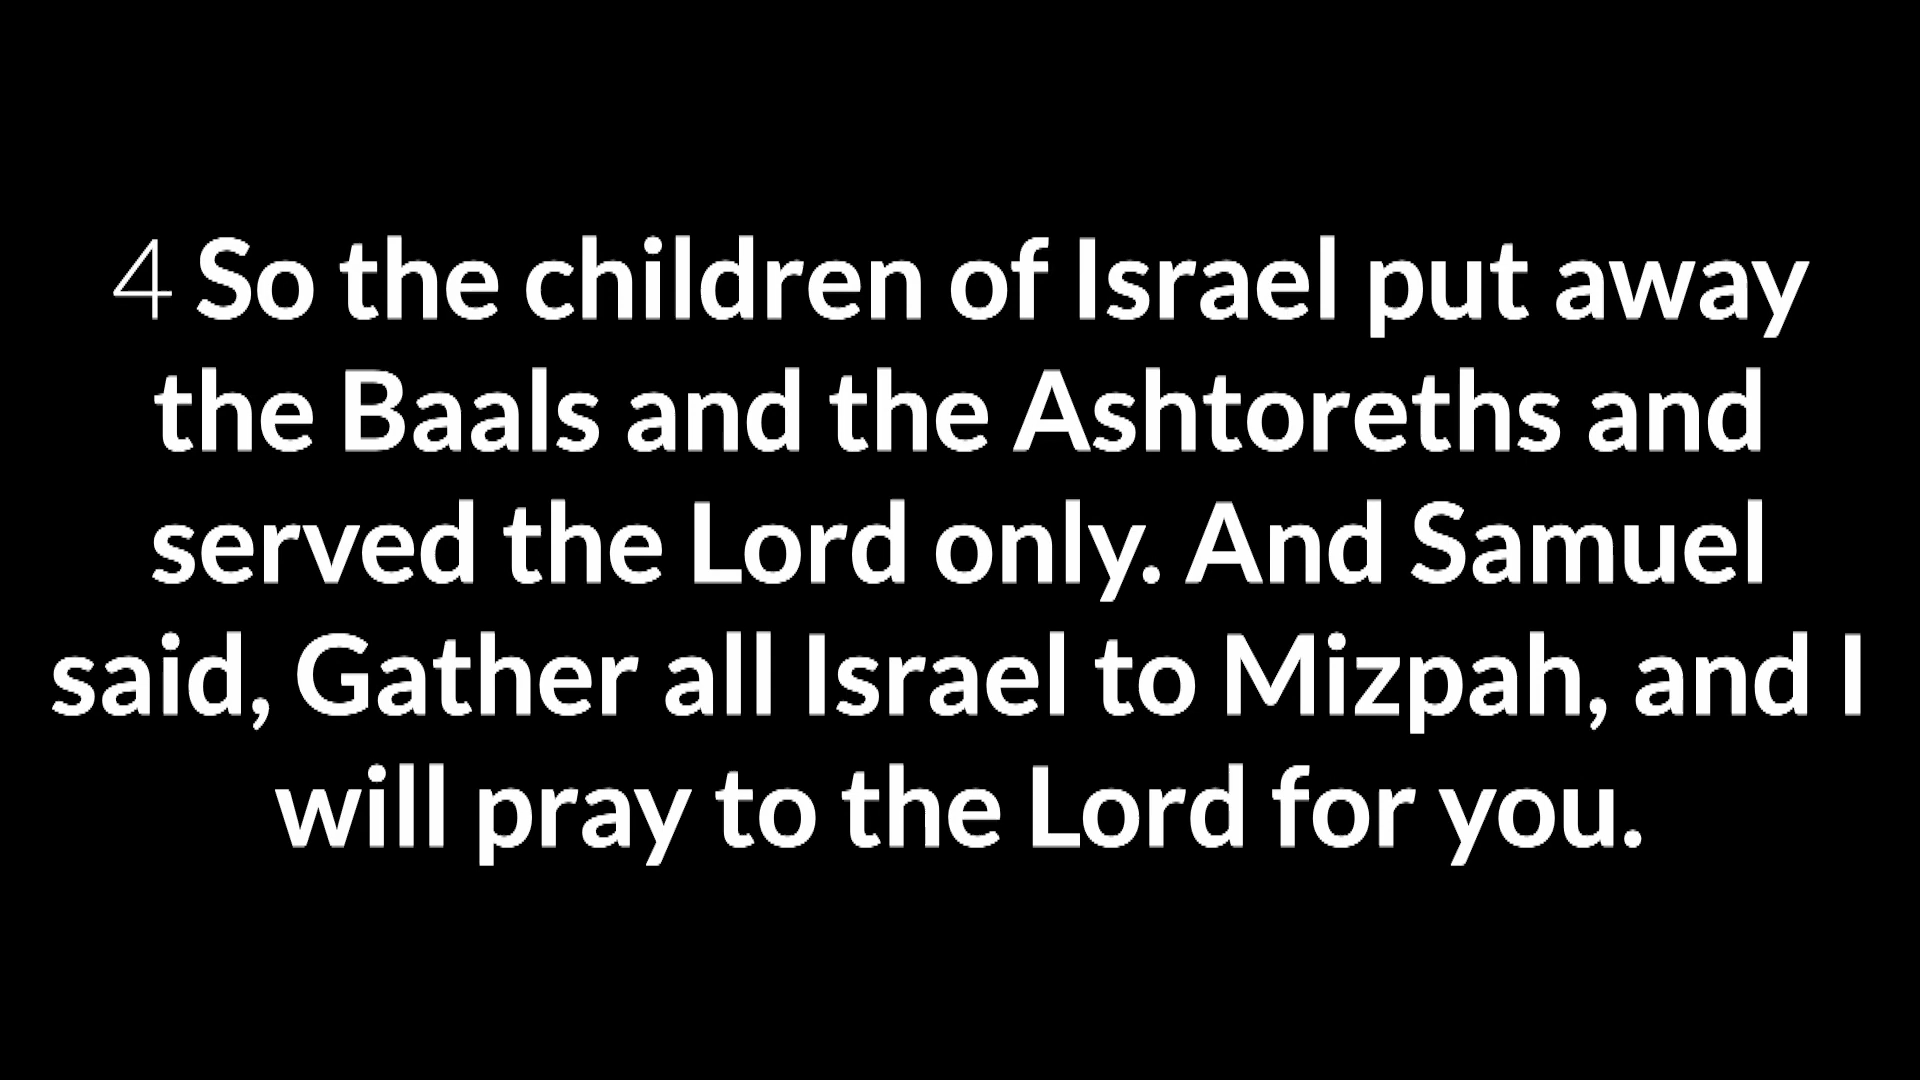 4 So the children of Israel put away
the Baals and the Ashtoreths and
served the Lord only. And Samuel
said, Gather all Israel to Mizpah, and I
will pray to the Lord for you.